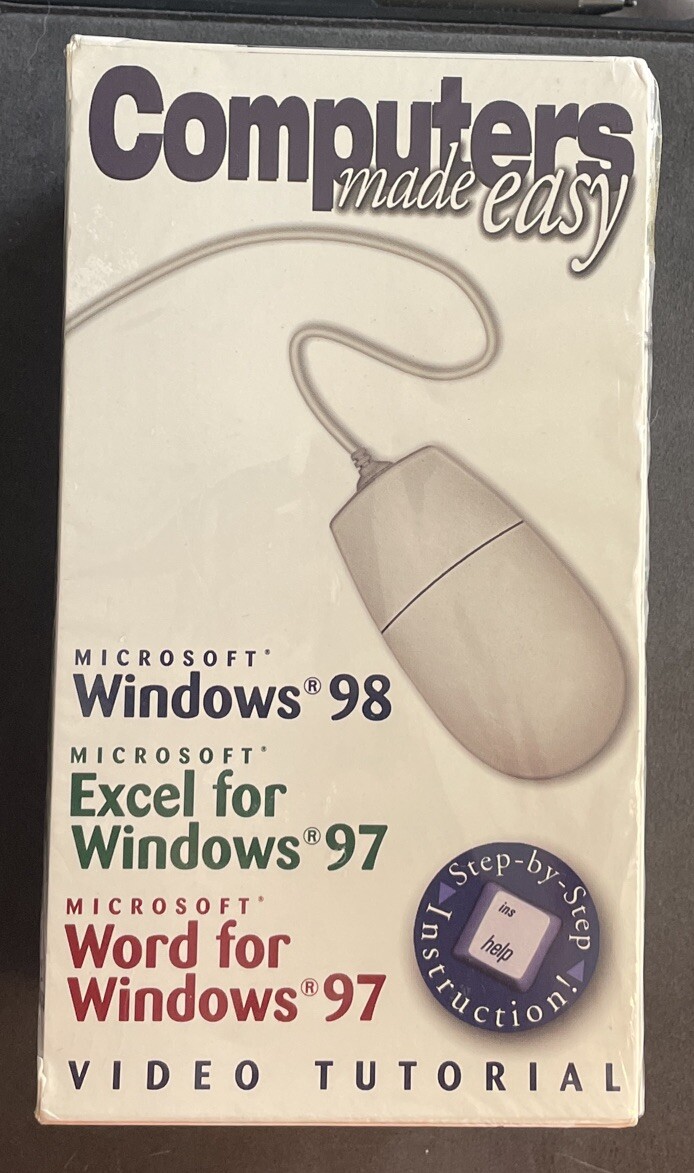 Computers
made easy
MICROSOFT®
Windows® 98
MICROSOFT®
Excel for
Windows® 97
MICROSOFT®
Word for
Windows® 97
Step-by-Step
Instruction!
ins
help
VIDEO TUTORIAL